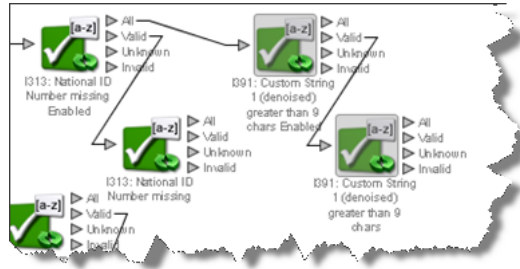 [a-z]
All
Valid
Unknown
Invalid
I313: National ID
Number missing
Enabled
[a-z]
All
Valid
Unknown
Invalid
I391: Custom String
1 (denoised)
greater than 9
chars Enabled
[a-z]
All
Valid
Unknown
Invalid
I313: National ID
Number missing
[a-z]
All
Valid
Unknown
Invalid
I391: Custom String
1 (denoised)
greater than 9
chars
[a-z]
All
Valid
Unknown
Invalid